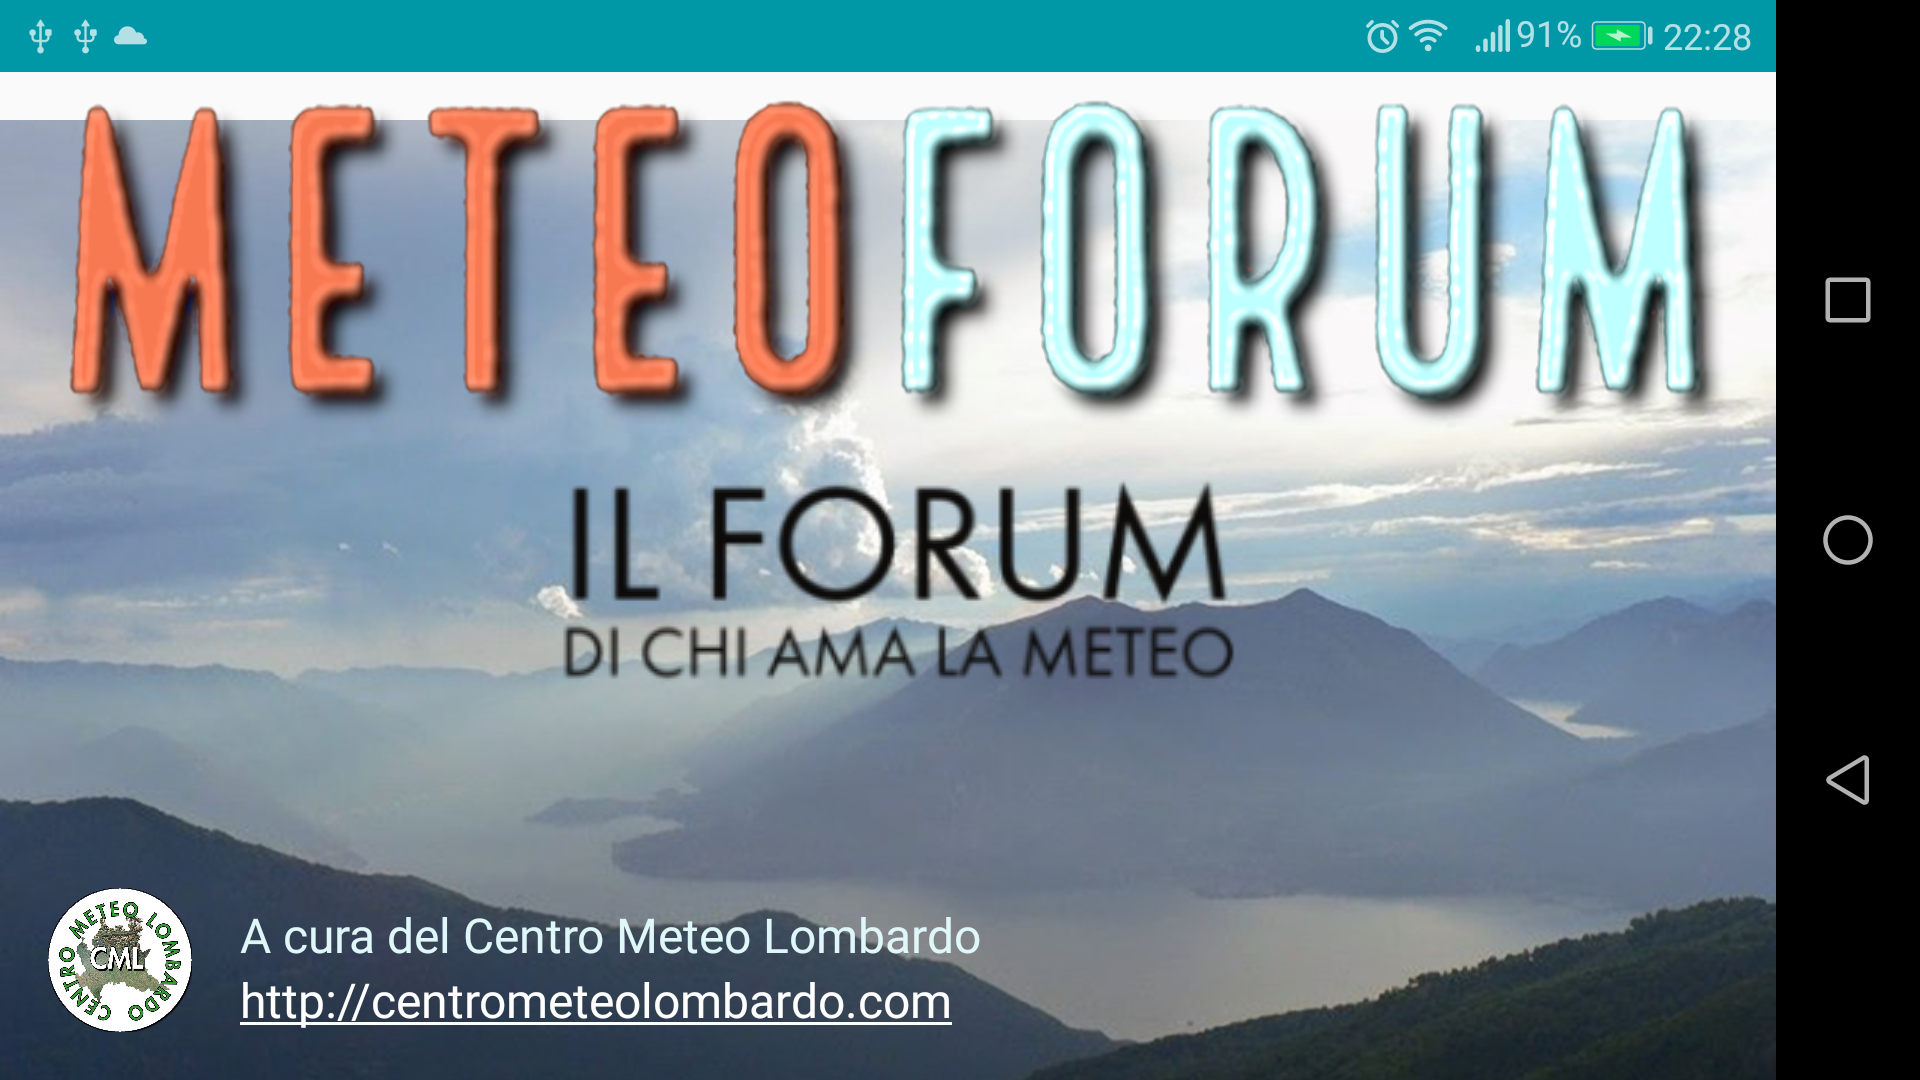 91% 22:28
METEOFORUM
IL FORUM
DI CHI AMA LA METEO
CENTRO METEO LOMBARDO
CML
A cura del Centro Meteo Lombardo
http://centrometeolombardo.com